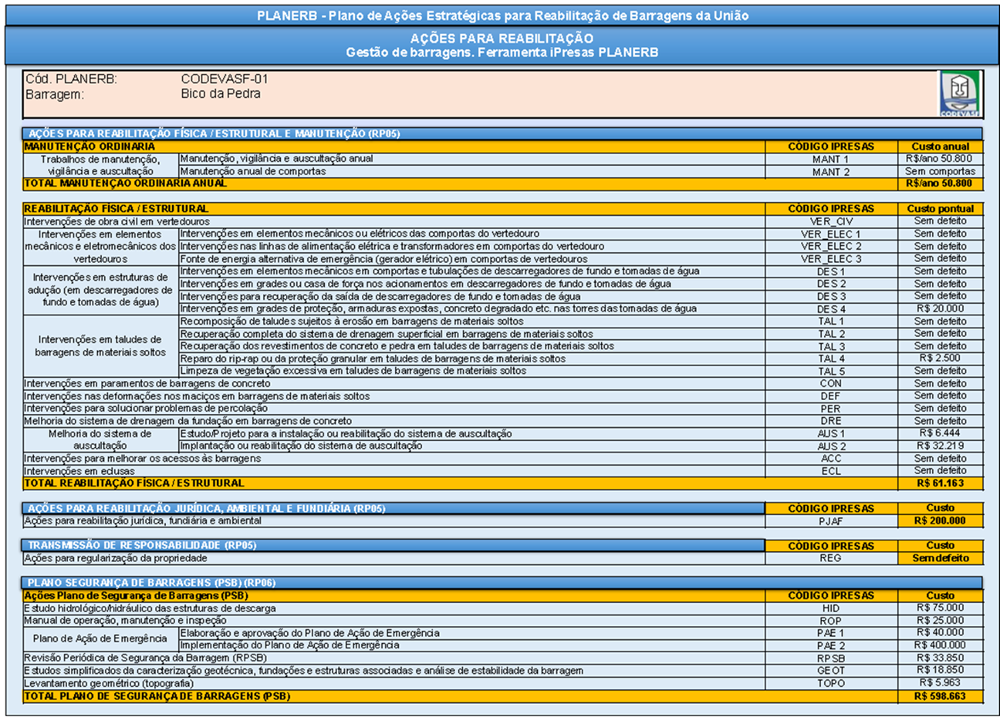 PLANERB - Plano de Ações Estratégicas para Reabilitação de Barragens da União
AÇÕES PARA REABILITAÇÃO
Gestão de barragens. Ferramenta iPresas PLANERB
Cód. PLANERB: CODEVASF-01
Barragem: Bico da Pedra
CODEVASF
AÇÕES PARA REABILITAÇÃO FÍSICA / ESTRUTURAL E MANUTENÇÃO (RP05)
MANUTENÇÃO ORDINARIA CÓDIGO IPRESAS Custo anual
Trabalhos de manutenção, vigilância e auscultação
Manutenção, vigilância e auscultação anual MANT 1 R$/ano 50.800
Manutenção anual de comportas MANT 2 Sem comportas
TOTAL MANUTENÇÃO ORDINARIA ANUAL R$/ano 50.800
REABILITAÇÃO FÍSICA / ESTRUTURAL CÓDIGO IPRESAS Custo pontual
Intervenções de obra civil em vertedouros VER_CIV Sem defeito
Intervenções em elementos mecânicos e eletromecânicos dos vertedouros
Intervenções em elementos mecânicos ou elétricos das comportas do vertedouro VER_ELEC 1 Sem defeito
Intervenções nas linhas de alimentação elétrica e transformadores em comportas do vertedouro VER_ELEC 2 Sem defeito
Fonte de energia alternativa de emergência (gerador elétrico) em comportas de vertedouros VER_ELEC 3 Sem defeito
Intervenções em estruturas de adução (em descarregadores de fundo e tomadas de água)
Intervenções em elementos mecânicos em comportas e tubulações de descarregadores de fundo e tomadas de água DES 1 Sem defeito
Intervenções em grades ou casa de força nos acionamentos em descarregadores de fundo e tomadas de água DES 2 Sem defeito
Intervenções para recuperação da saída de descarregadores de fundo e tomadas de água DES 3 Sem defeito
Intervenções em grades de proteção, armaduras expostas, concreto degradado etc. nas torres das tomadas de água DES 4 R$ 20.000
Intervenções em taludes de barragens de materiais soltos
Recomposição de taludes sujeitos à erosão em barragens de materiais soltos TAL 1 Sem defeito
Recuperação completa do sistema de drenagem superficial em barragens de materiais soltos TAL 2 Sem defeito
Recuperação dos revestimentos de concreto e pedra em taludes de barragens de materiais soltos TAL 3 Sem defeito
Reparo do rip-rap ou da proteção granular em taludes de barragens de materiais soltos TAL 4 R$ 2.500
Limpeza de vegetação excessiva em taludes de barragens de materiais soltos TAL 5 Sem defeito
Intervenções em paramentos de barragens de concreto CON Sem defeito
Intervenções nas deformações nos maciços em barragens de materiais soltos DEF Sem defeito
Intervenções para solucionar problemas de percolação PER Sem defeito
Melhoria do sistema de drenagem da fundação em barragens de concreto DRE Sem defeito
Melhoria do sistema de auscultação
Estudo/Projeto para a instalação ou reabilitação do sistema de auscultação AUS 1 R$ 6.444
Implantação ou reabilitação do sistema de auscultação AUS 2 R$ 32.219
Intervenções para melhorar os acessos às barragens ACC Sem defeito
Intervenções em eclusas ECL Sem defeito
TOTAL REABILITAÇÃO FÍSICA / ESTRUTURAL R$ 61.163
AÇÕES PARA REABILITAÇÃO JURÍDICA, AMBIENTAL E FUNDIÁRIA (RP05) CÓDIGO IPRESAS Custo
Ações para reabilitação jurídica, fundiária e ambiental PJAF R$ 200.000
TRANSMISSÃO DE RESPONSABILIDADE (RP05) CÓDIGO IPRESAS Custo
Ações para regularização da propriedade REG Sem defeito
PLANO SEGURANÇA DE BARRAGENS (PSB) (RP06)
Ações Plano de Segurança de Barragens (PSB) CÓDIGO IPRESAS Custo
Estudo hidrológico/hidráulico das estruturas de descarga HID R$ 75.000
Manual de operação, manutenção e inspeção ROP R$ 25.000
Plano de Ação de Emergência
Elaboração e aprovação do Plano de Ação de Emergência PAE 1 R$ 40.000
Implementação do Plano de Ação de Emergência PAE 2 R$ 400.000
Revisão Periódica de Segurança da Barragem (RPSB) RPSB R$ 33.850
Estudos simplificados da caracterização geotécnica, fundações e estruturas associadas e análise de estabilidade da barragem GEOT R$ 18.850
Levantamento geométrico (topografia) TOPO R$ 5.963
TOTAL PLANO DE SEGURANÇA DE BARRAGENS (PSB) R$ 598.663